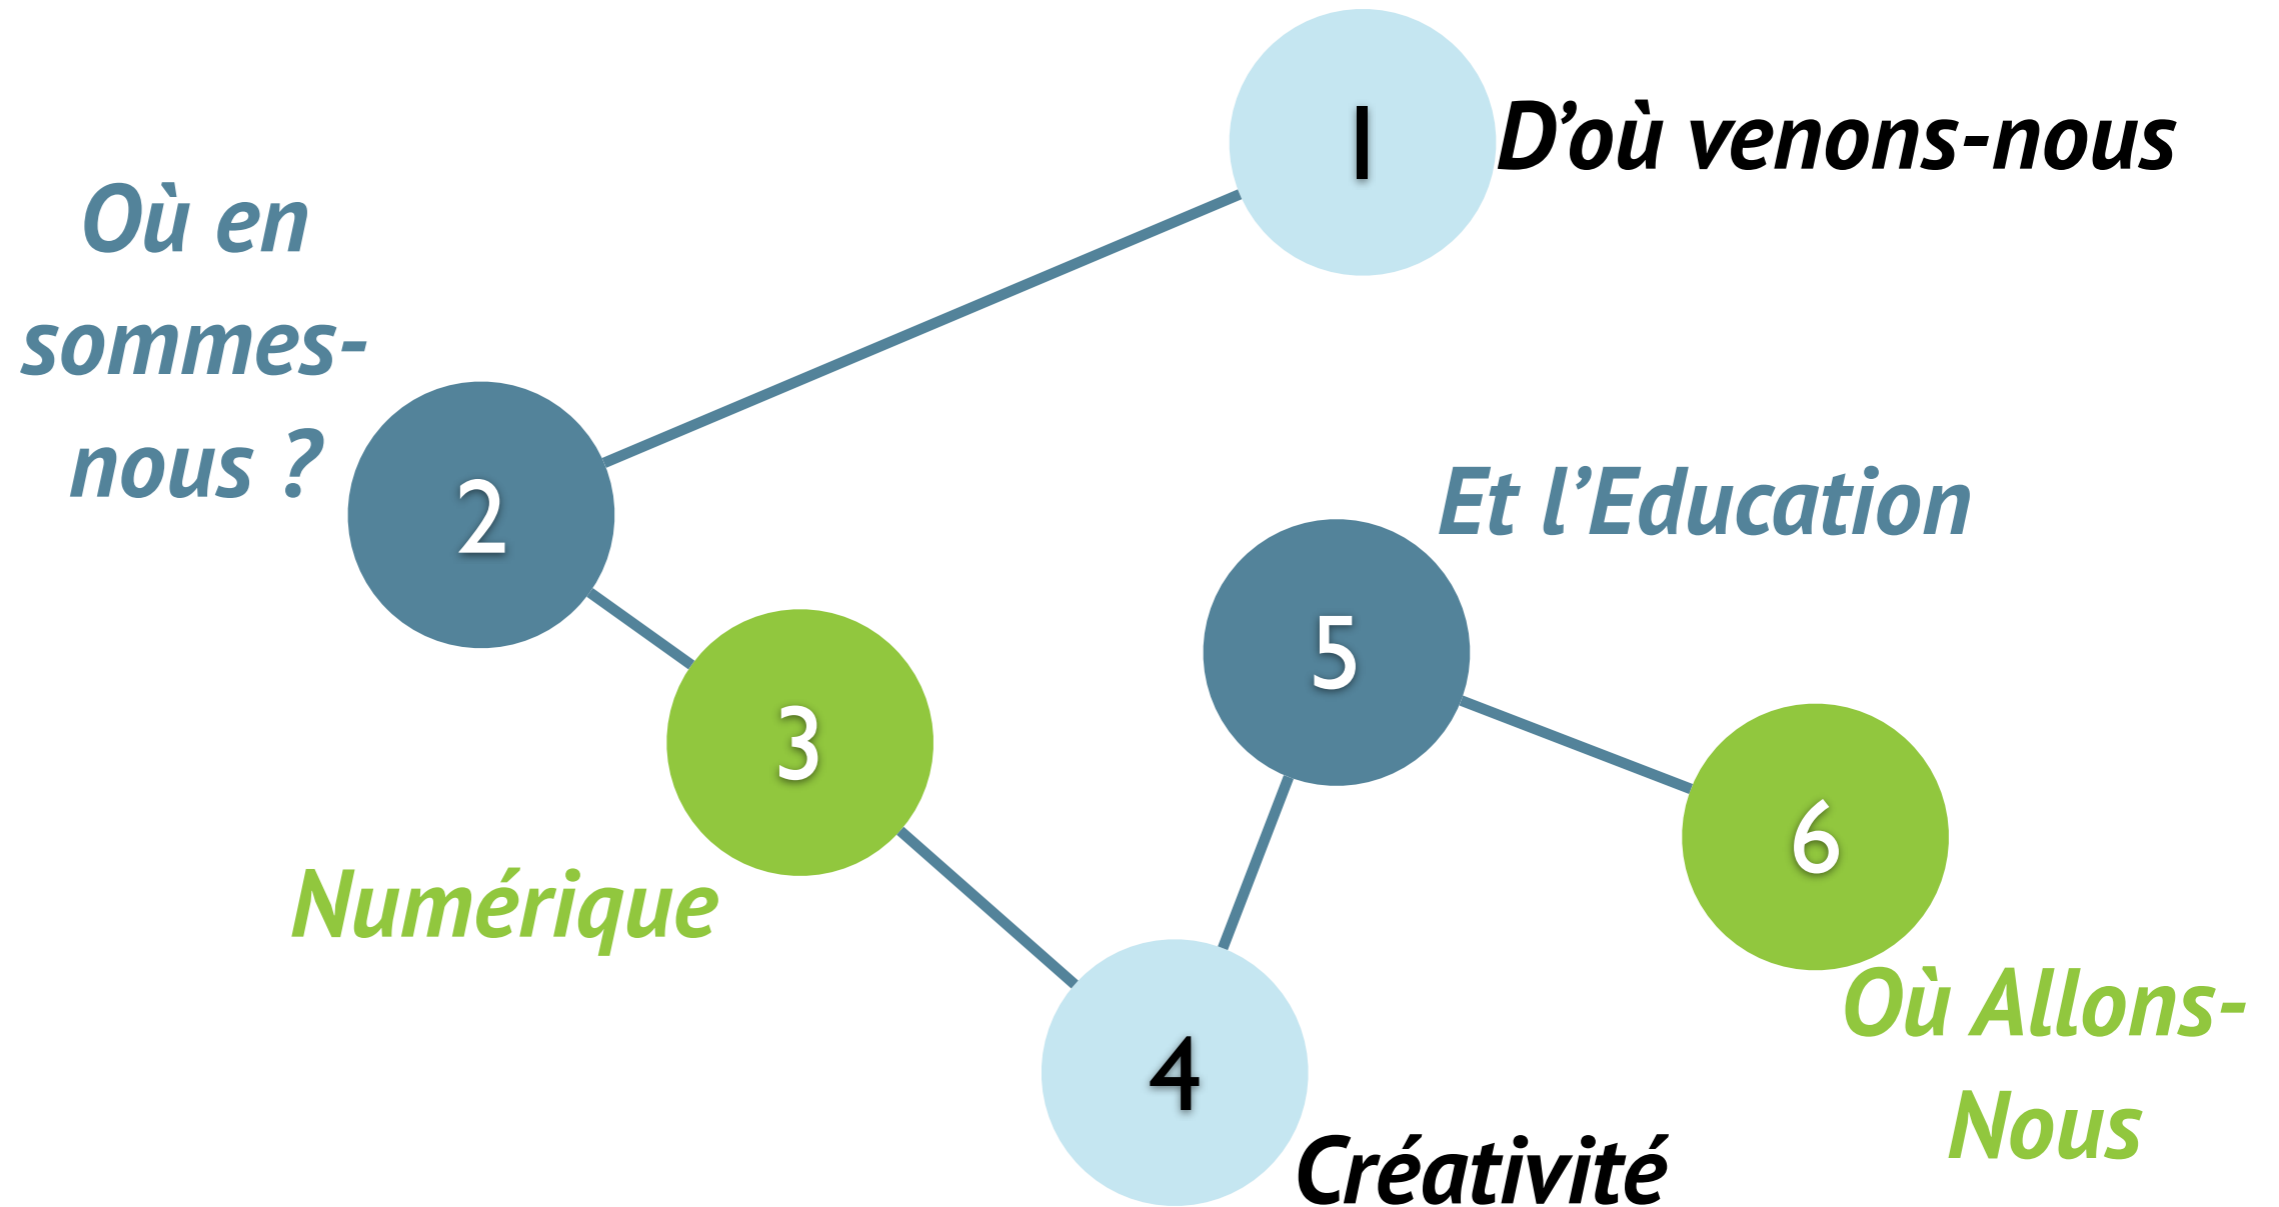 1
D’où venons-nous
Où en
sommes-
nous ?
2
3
Numérique
4
Créativité
5
Et l’Education
6
Où Allons-
Nous